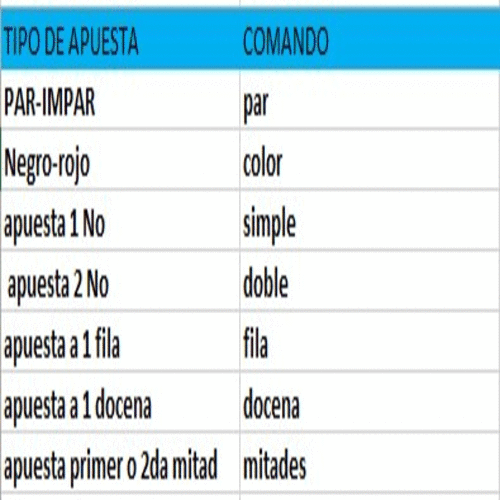 TIPO DE APUESTA COMANDO
PAR-IMPAR par
Negro-rojo color
apuesta 1 No simple
apuesta 2 No doble
apuesta a 1 fila fila
apuesta a 1 docena docena
apuesta primer o 2da mitad mitades